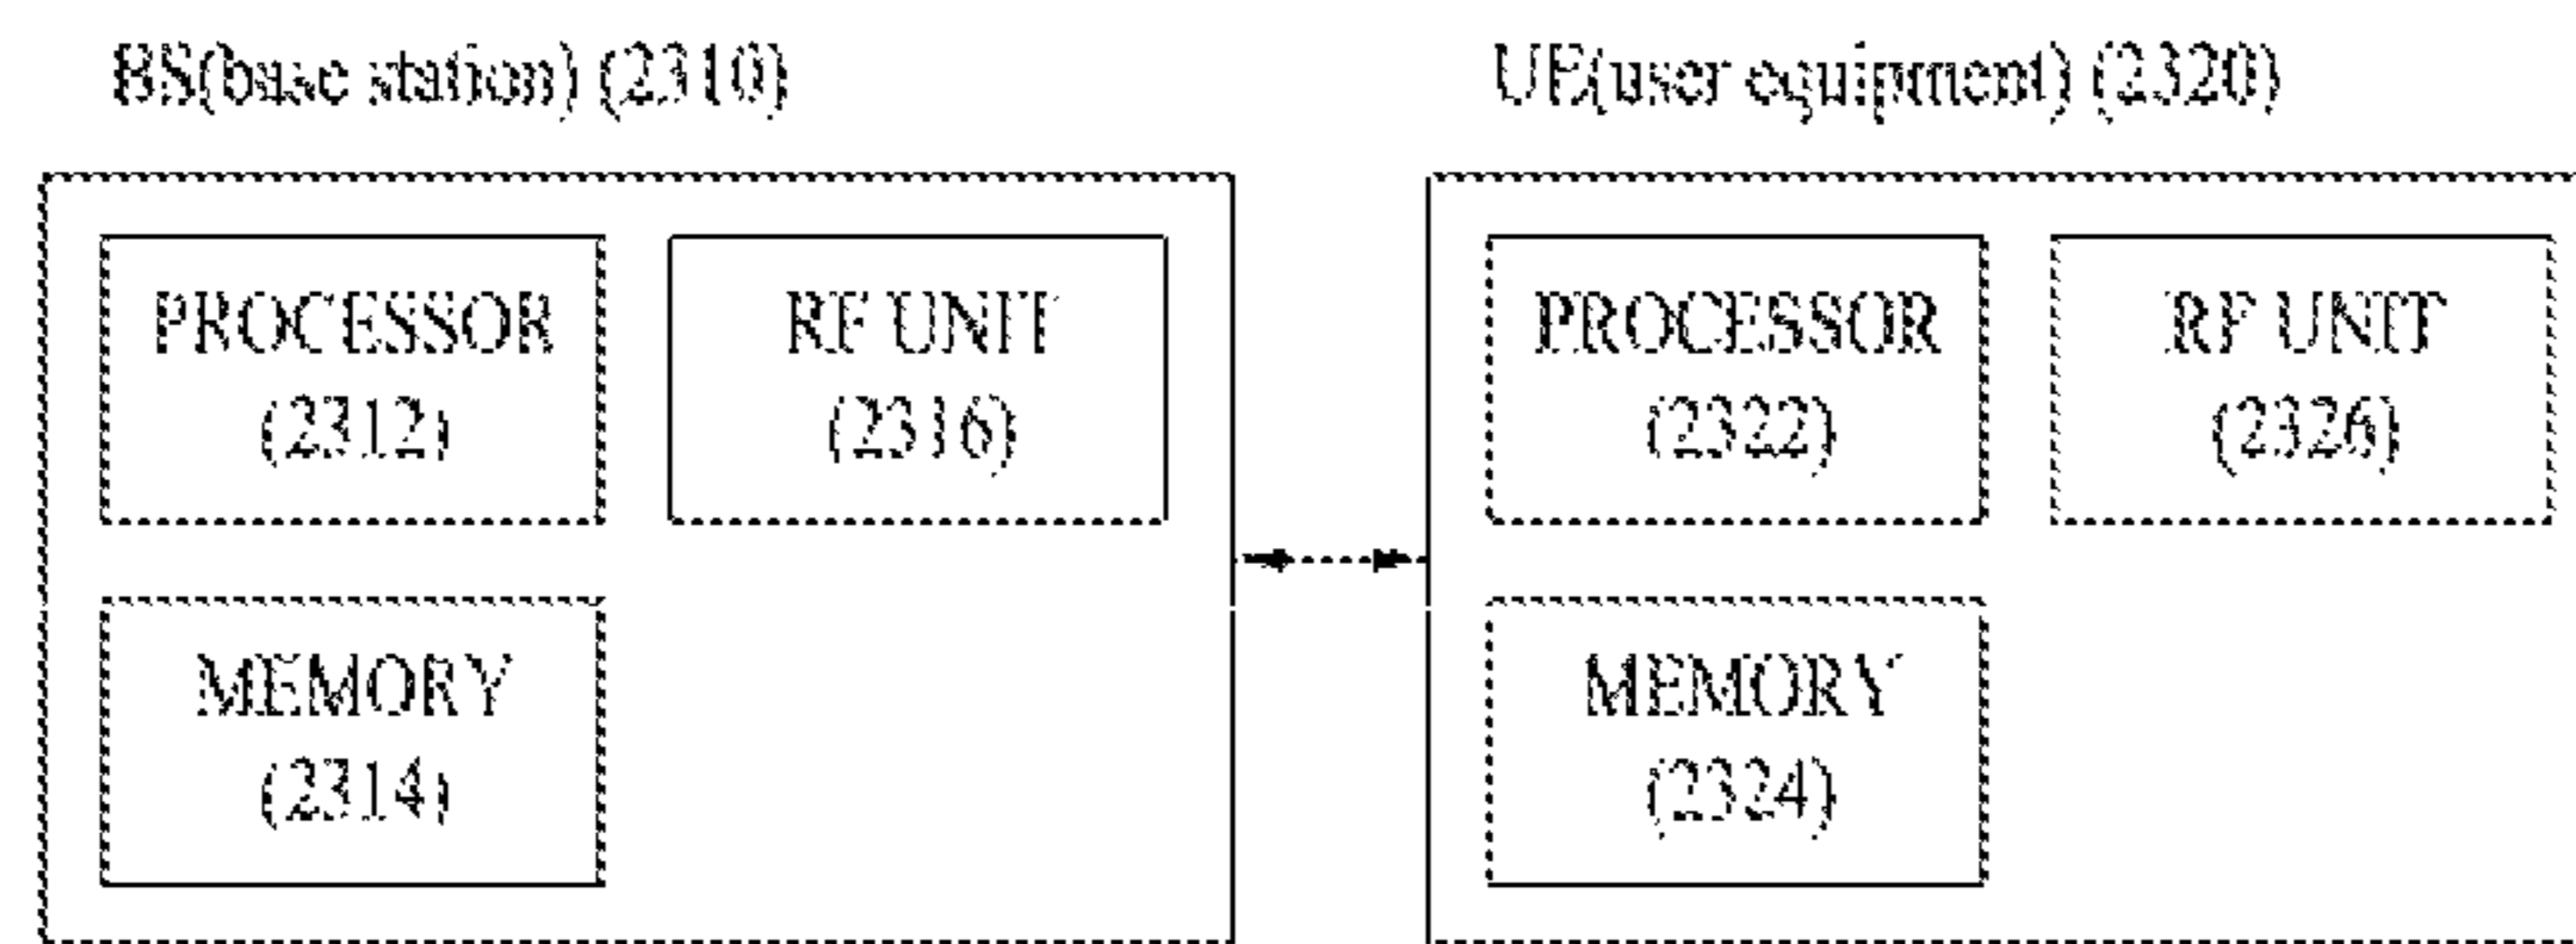 BS(base station) (2310)
PROCESSOR
(2312)
RF UNIT
(2316)
MEMORY
(2314)
UE(user equipment) (2320)
PROCESSOR
(2322)
RF UNIT
(2326)
MEMORY
(2324)